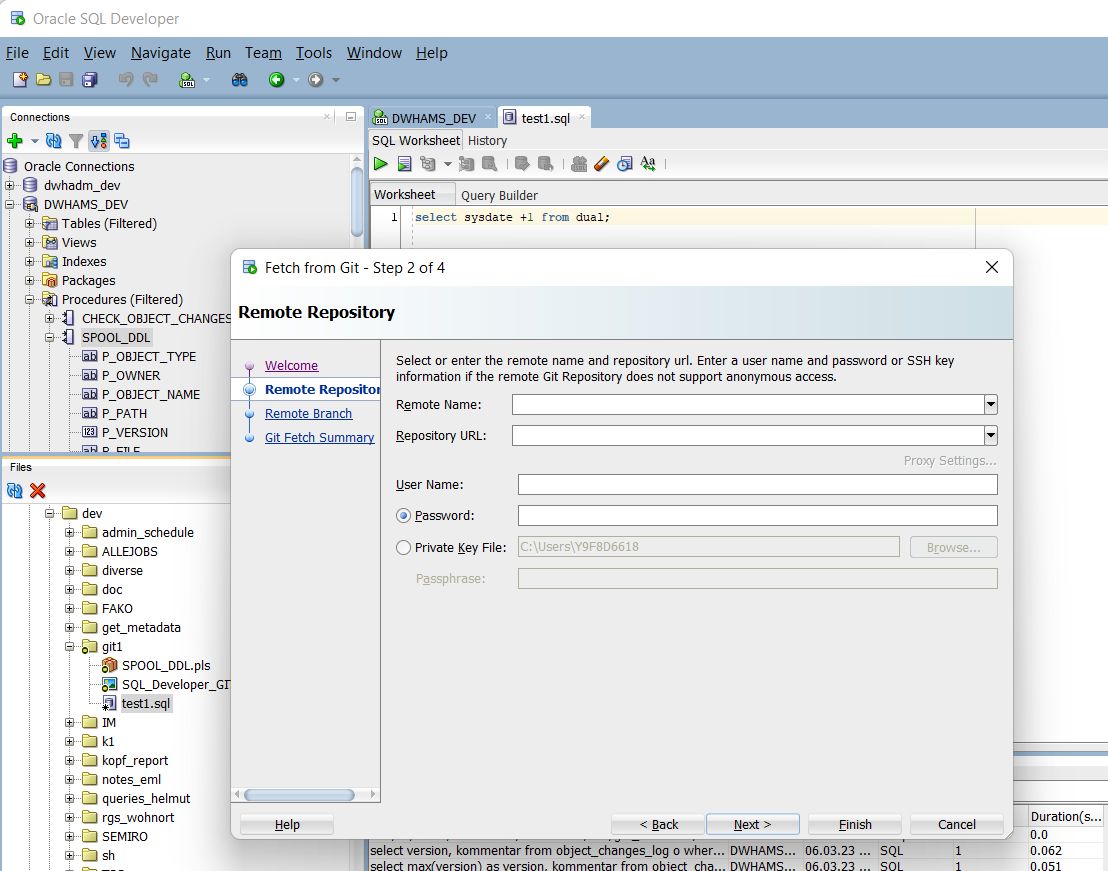 Oracle SQL Developer
File Edit View Navigate Run Team Tools Window Help
Connections
Oracle Connections
dwhadm_dev
DWHAMS_DEV
Tables (Filtered)
Views
Indexes
Packages
Procedures (Filtered)
CHECK_OBJECT_CHANGES
SPOOL_DDL
P_OBJECT_TYPE
P_OWNER
P_OBJECT_NAME
P_PATH
P_VERSION
P_FILE
Files
dev
admin_schedule
ALLEJOBS
diverse
doc
FAKO
get_metadata
git1
SPOOL_DDL.pls
SQL_Developer_GI
test1.sql
IM
k1
kopf_report
notes_eml
queries_helmut
rgs_wohnort
SEMIRO
sh
DWHAMS_DEV test1.sql
SQL Worksheet History
Aa
Worksheet Query Builder
1 select sysdate +1 from dual;
Fetch from Git - Step 2 of 4
Remote Repository
Welcome
Remote Repositor
Remote Branch
Git Fetch Summary
Select or enter the remote name and repository url. Enter a user name and password or SSH key
information if the remote Git Repository does not support anonymous access.
Remote Name:
Repository URL:
Proxy Settings...
User Name:
Password:
Private Key File: C:\Users\Y9F8D6618 Browse...
Passphrase:
Help < Back Next > Finish Cancel
Duration(s...
0.0
select version, kommentar from object_changes_log o wher... DWHAMS... 06.03.23 ... SQL 1 0.062
select max(version) as version, kommentar from object_cha... DWHAMS... 06.03.23 ... SQL 1 0.051